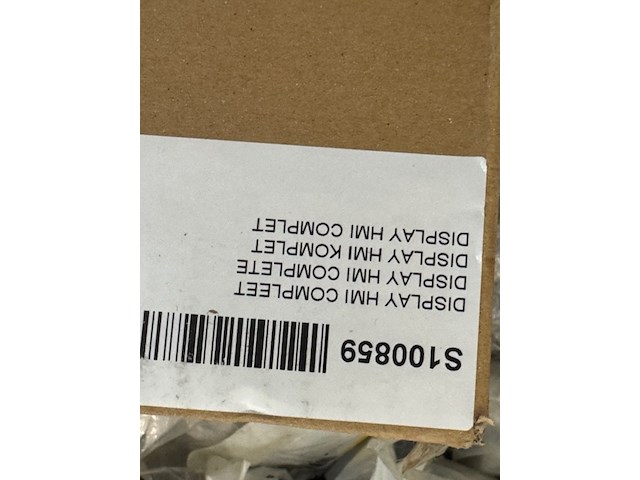 S100859
DISPLAY HMI COMPLEET
DISPLAY HMI COMPLETE
DISPLAY HMI KOMPLET
DISPLAY HMI COMPLET